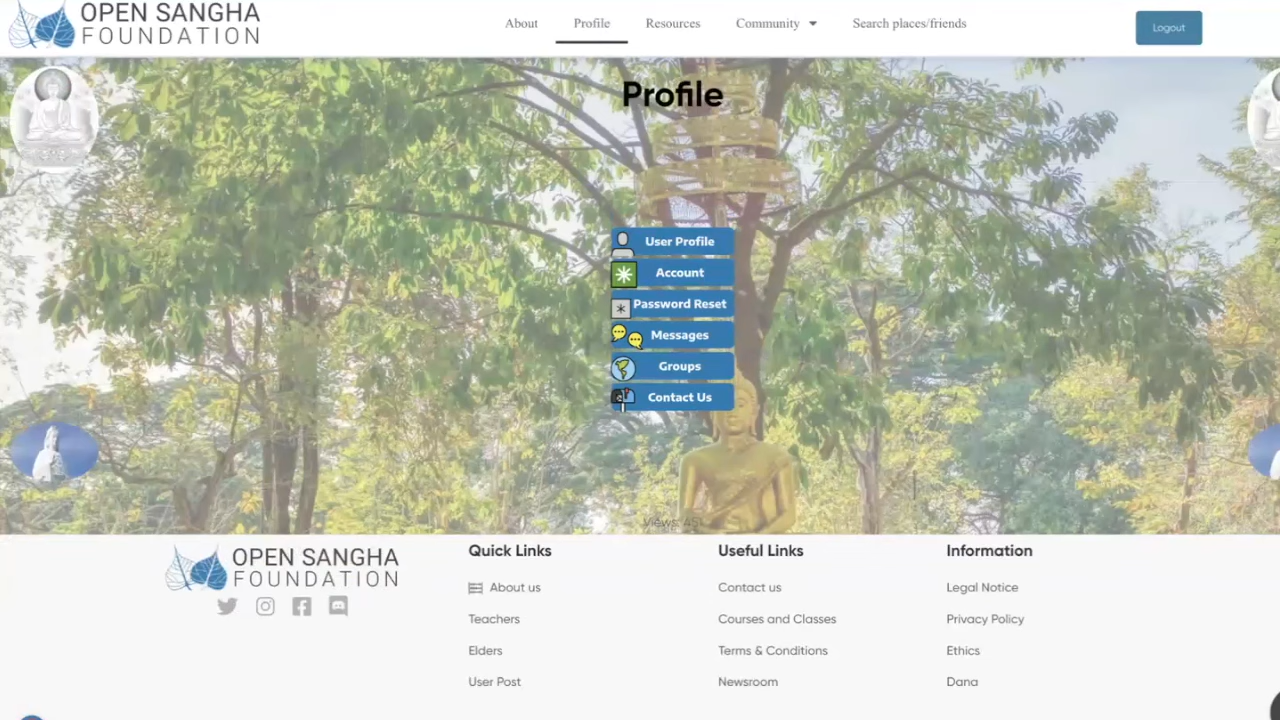 OPEN SANGHA
FOUNDATION
About Profile Resources Community Search places/friends Logout
Profile
User Profile
Account
Password Reset
Messages
Groups
Contact Us
OPEN SANGHA
FOUNDATION
Quick Links
About us
Teachers
Elders
User Post
Useful Links
Contact us
Courses and Classes
Terms & Conditions
Newsroom
Information
Legal Notice
Privacy Policy
Ethics
Dana